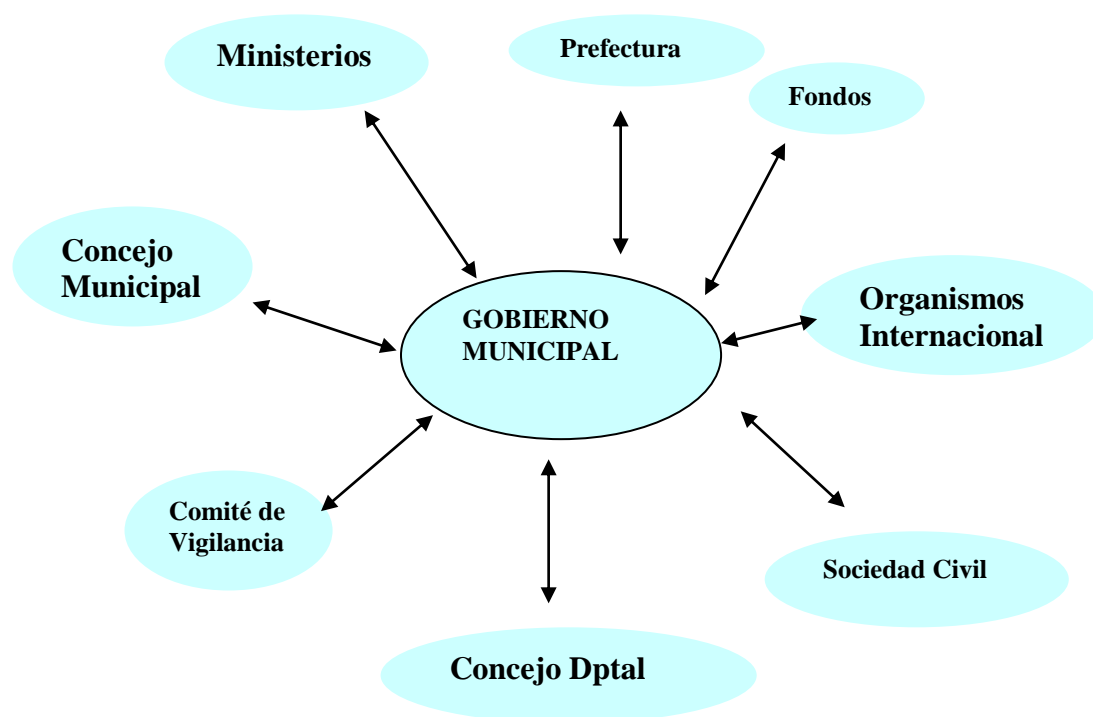 Ministerios
Prefectura
Fondos
Concejo
Municipal
GOBIERNO
MUNICIPAL
Organismos
Internacional
Comité de
Vigilancia
Sociedad Civil
Concejo Dptal